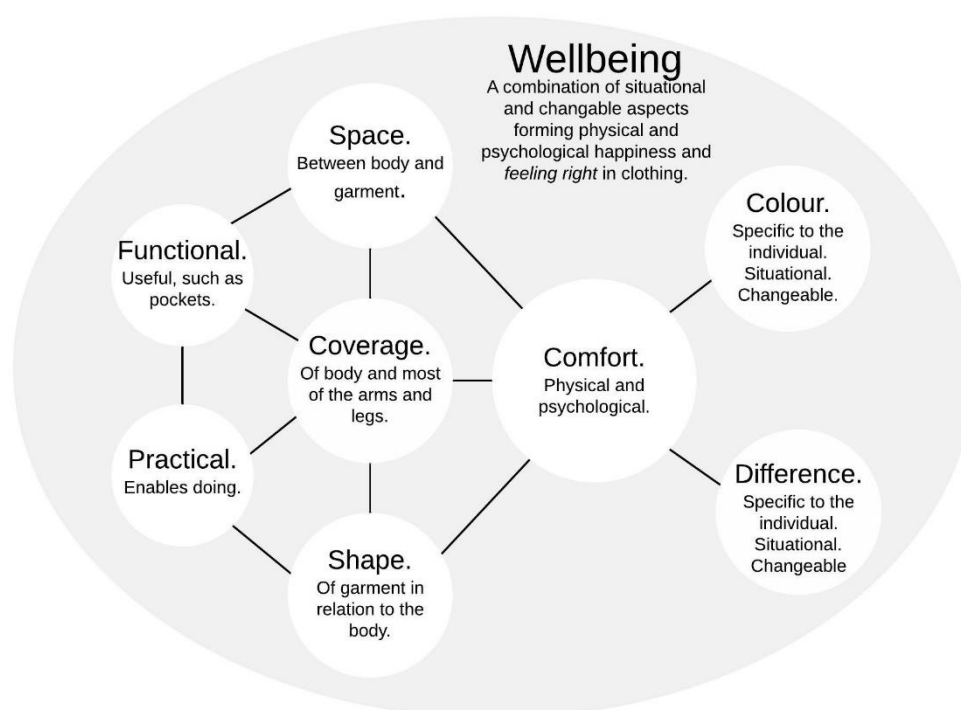 Wellbeing
A combination of situational
and changable aspects
forming physical and
psychological happiness and
feeling right in clothing.
Space.
Between body and
garment.
Functional.
Useful, such as
pockets.
Coverage.
Of body and most
of the arms and
legs.
Practical.
Enables doing.
Shape.
Of garment in
relation to the
body.
Comfort.
Physical and
psychological.
Colour.
Specific to the
individual.
Situational.
Changeable.
Difference.
Specific to the
individual.
Situational.
Changeable